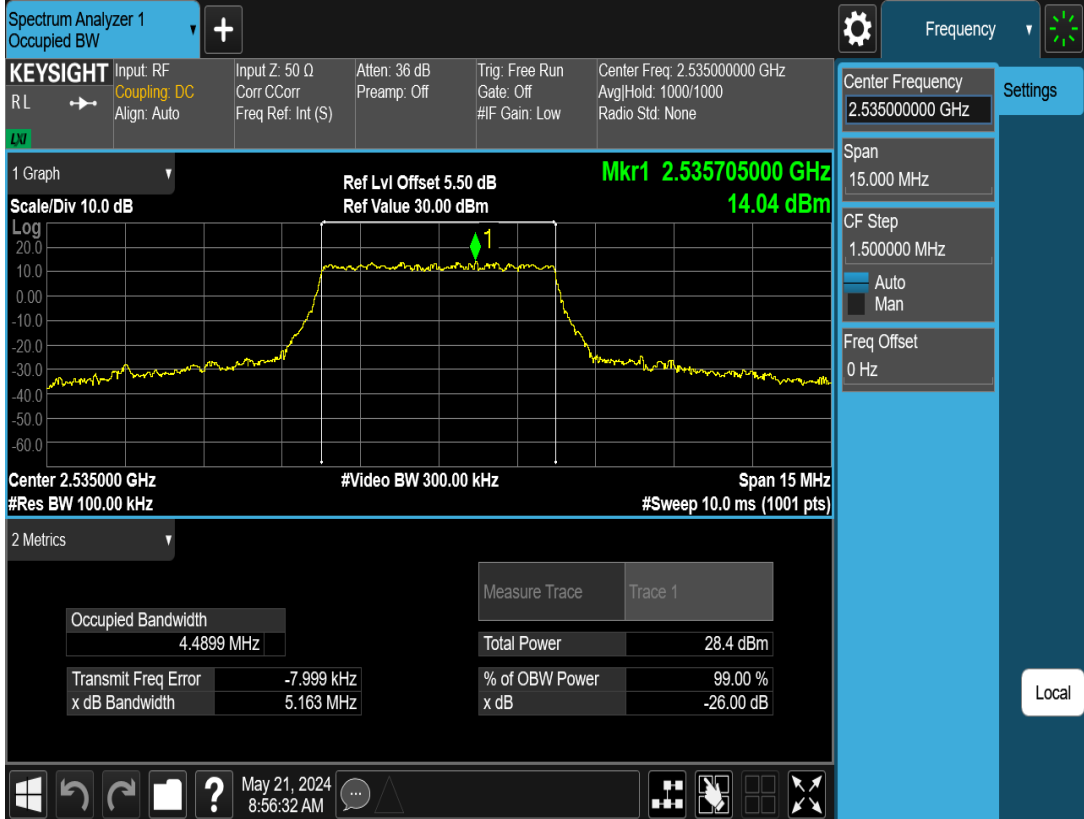 Spectrum Analyzer 1
Occupied BW
+
Frequency
KEYSIGHT
R L
LXI
Input: RF
Coupling: DC
Align: Auto
Input Z: 50 Ω
Corr CCorr
Freq Ref: Int (S)
Atten: 36 dB
Preamp: Off
Trig: Free Run
Gate: Off
#IF Gain: Low
Center Freq: 2.535000000 GHz
Avg|Hold: 1000/1000
Radio Std: None
Center Frequency
2.535000000 GHz
Settings
Span
15.000 MHz
CF Step
1.500000 MHz
Auto
Man
Freq Offset
0 Hz
Local
1 Graph
Scale/Div 10.0 dB
Ref Lvl Offset 5.50 dB
Ref Value 30.00 dBm
Mkr1 2.535705000 GHz
14.04 dBm
Log
1
20.0
10.0
0.00
-10.0
-20.0
-30.0
-40.0
-50.0
-60.0
Center 2.535000 GHz
#Video BW 300.00 kHz
Span 15 MHz
#Res BW 100.00 kHz
#Sweep 10.0 ms (1001 pts)
2 Metrics
Measure Trace Trace 1
Occupied Bandwidth
4.4899 MHz
Total Power 28.4 dBm
Transmit Freq Error -7.999 kHz
% of OBW Power 99.00 %
x dB Bandwidth 5.163 MHz
x dB -26.00 dB
?
May 21, 2024
8:56:32 AM